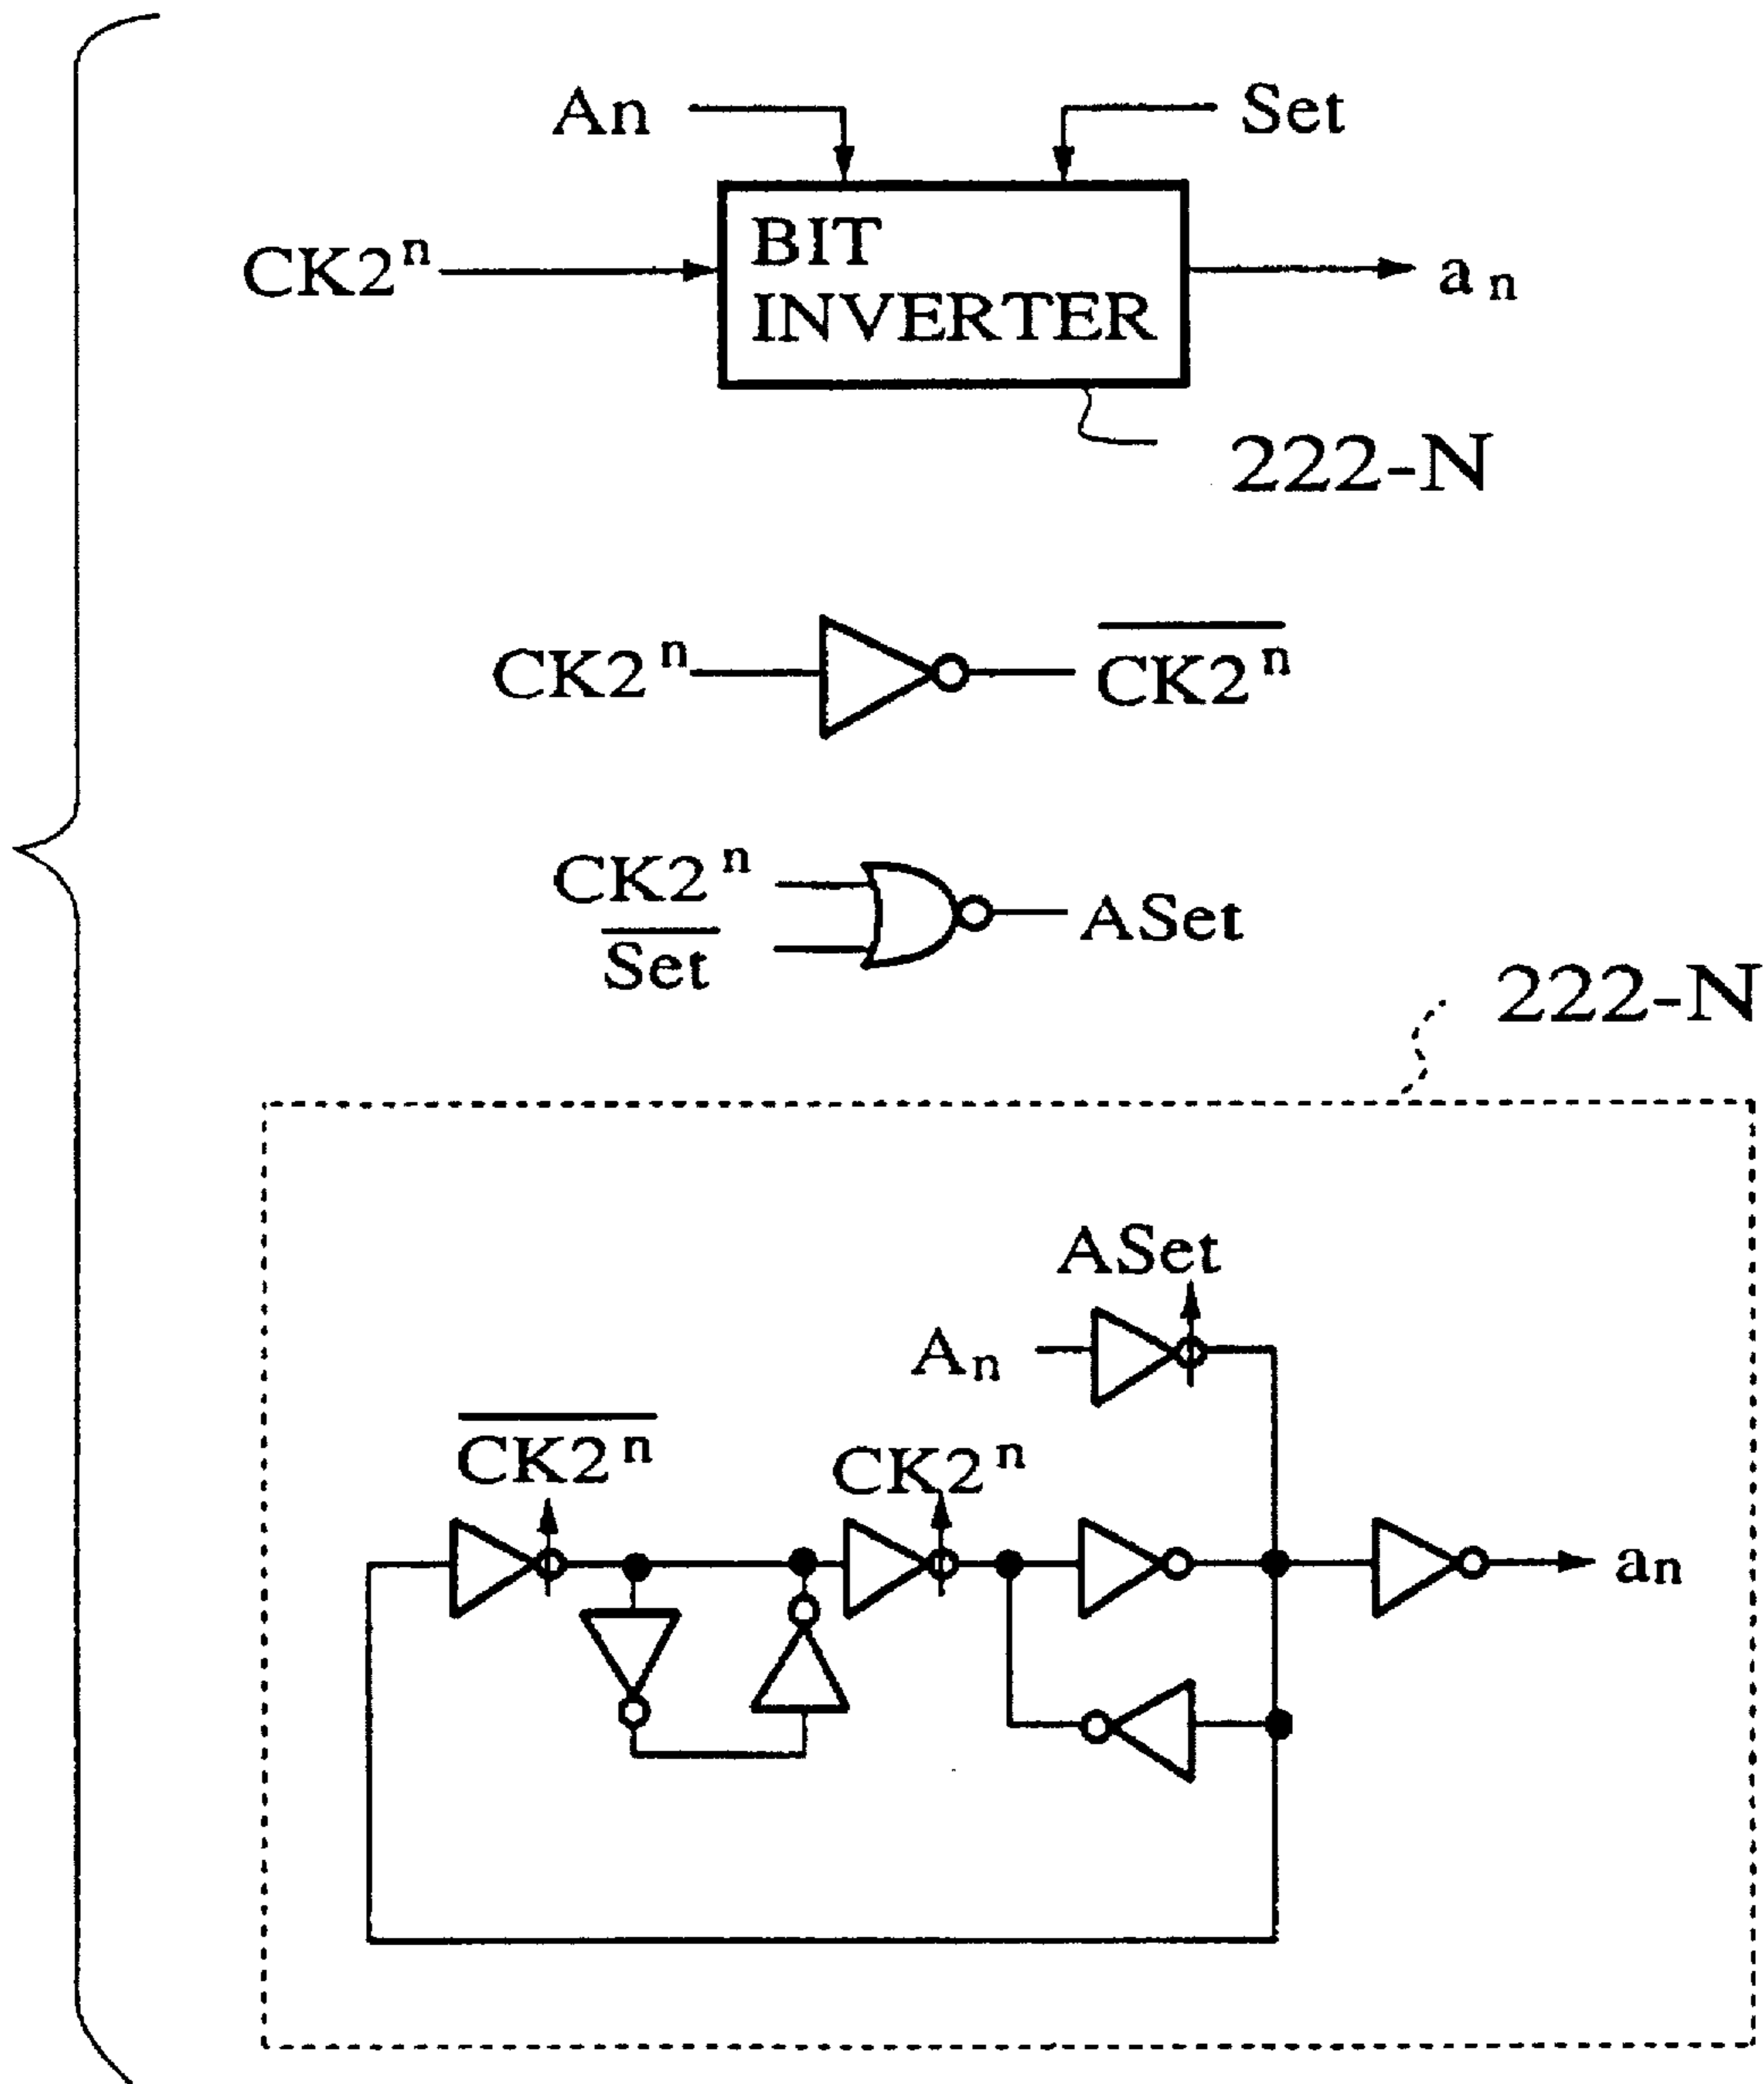 An
Set
CK2ⁿ
BIT
INVERTER
aₙ
222-N
CK2ⁿ
C̅K̅2̅ⁿ̅
CK2ⁿ
S̅e̅t̅
ASet
222-N
ASet
Aₙ
C̅K̅2̅ⁿ̅
CK2ⁿ
aₙ